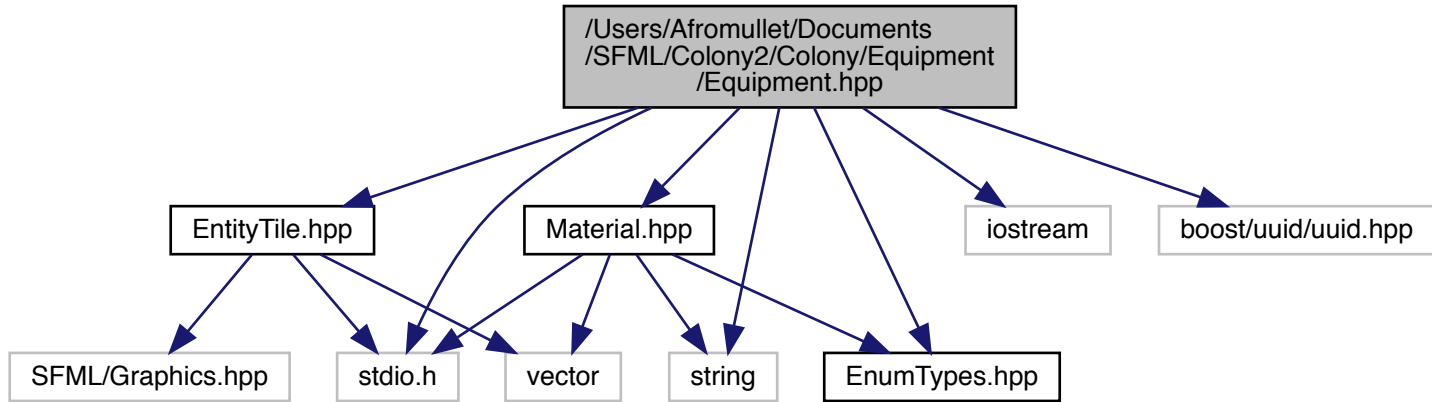 /Users/Afromullet/Documents
/SFML/Colony2/Colony/Equipment
/Equipment.hpp
EntityTile.hpp
Material.hpp
iostream
boost/uuid/uuid.hpp
SFML/Graphics.hpp
stdio.h
vector
string
EnumTypes.hpp